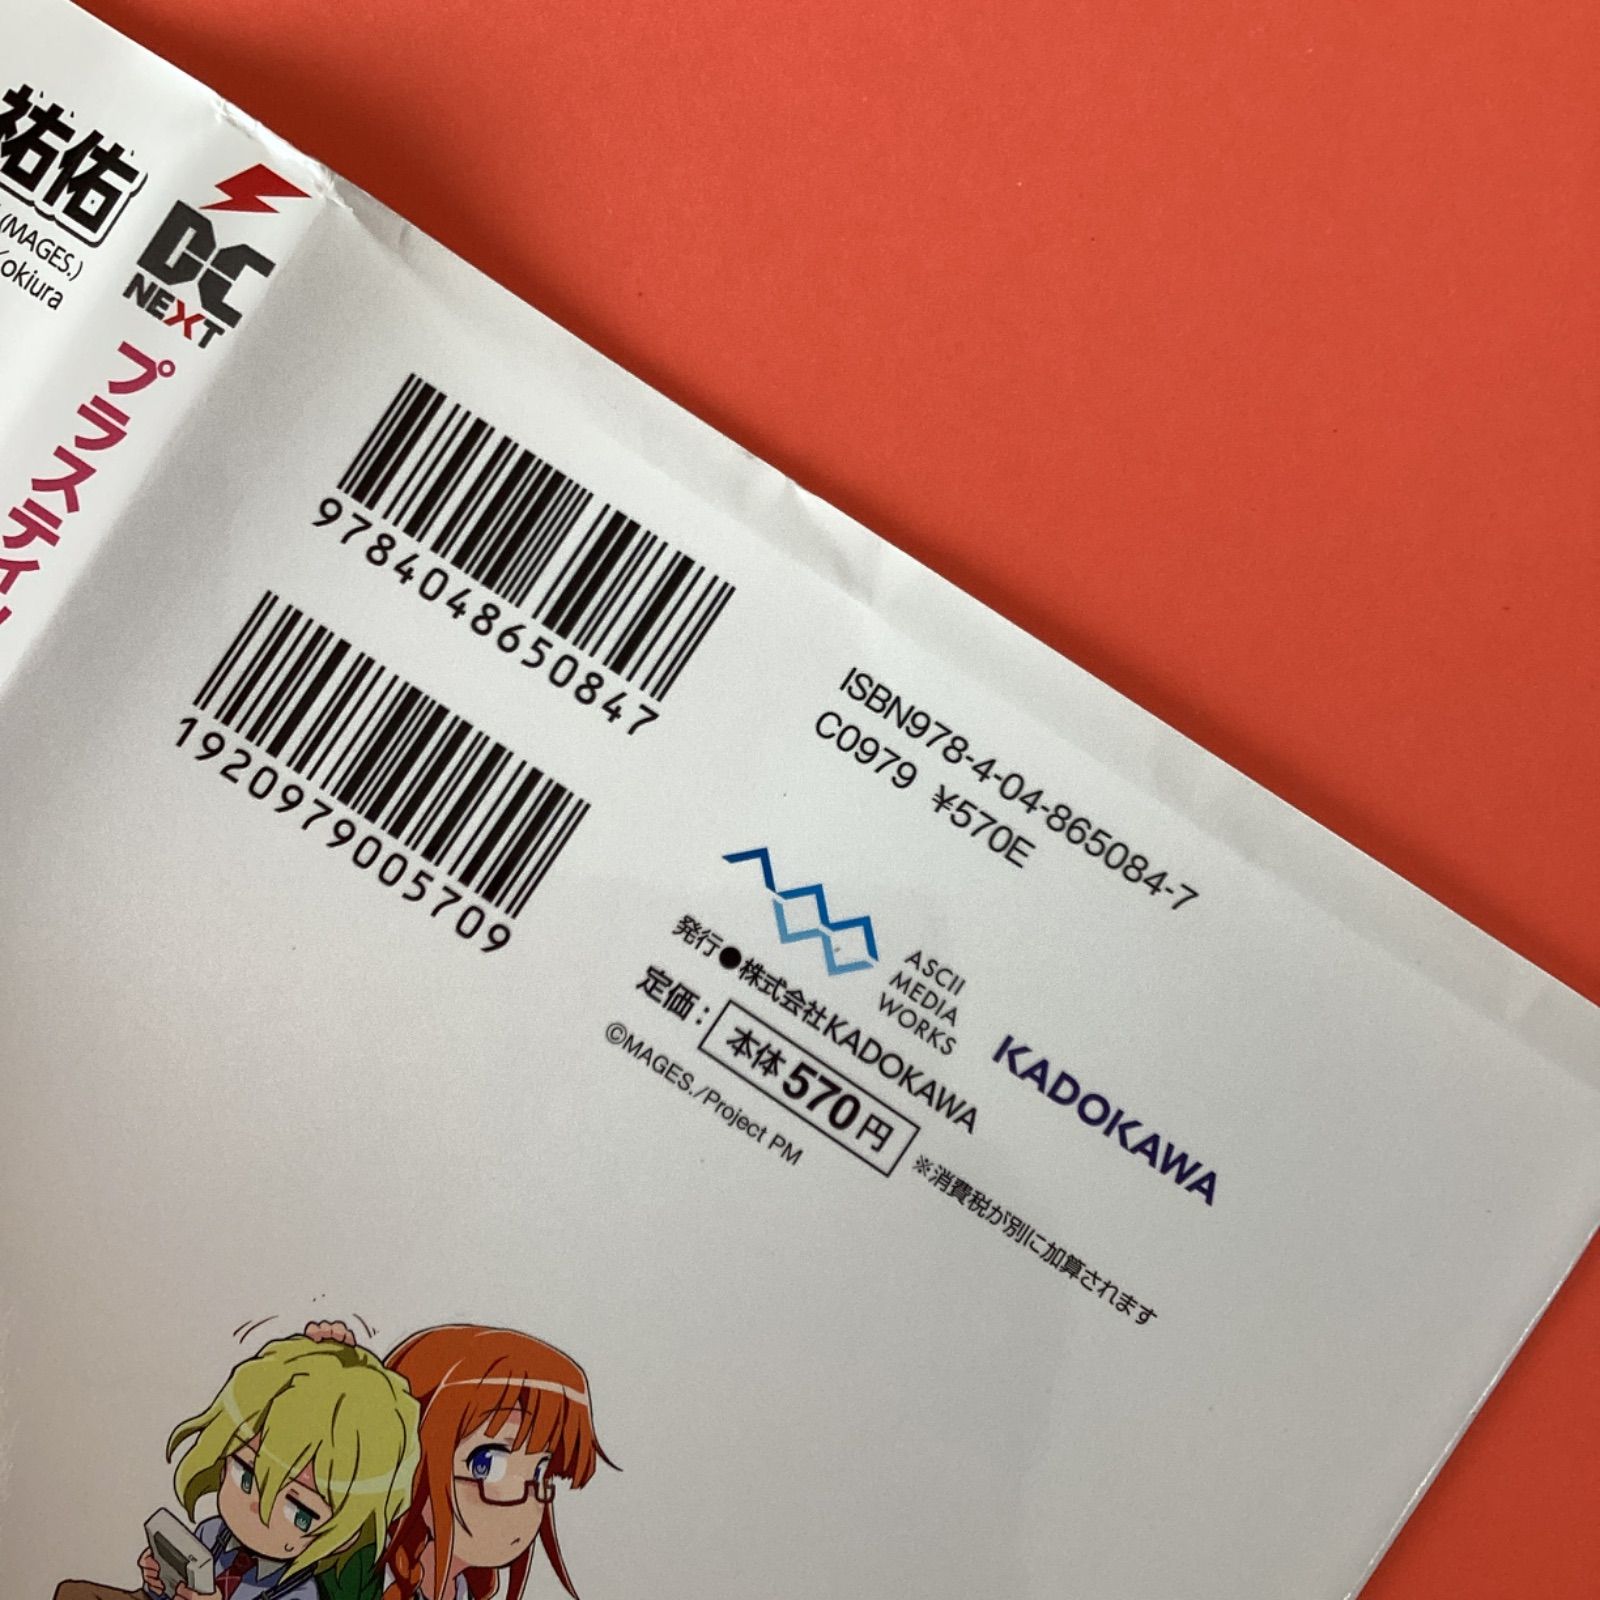 祐佑
(MAGES.)
/okiura
DC
NEXT
プラスティ
9784048650847
1920979005709
ISBN978-4-04-865084-7
C0979 ¥570E
ASCII
MEDIA
WORKS
KADOKAWA
発行●株式会社KADOKAWA
定価：本体570円
※消費税が別に加算されます
©MAGES./Project PM